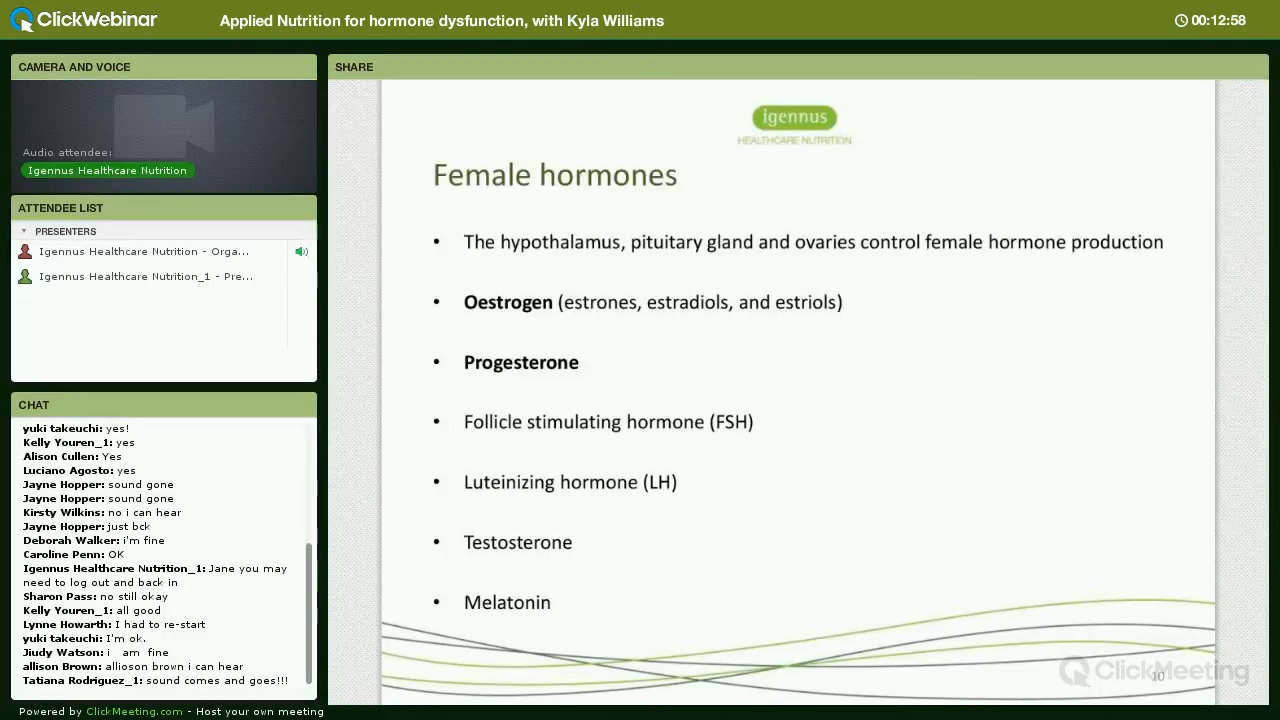 ClickWebinar
Applied Nutrition for hormone dysfunction, with Kyla Williams
00:12:58
CAMERA AND VOICE
Audio attendee:
Igennus Healthcare Nutrition
ATTENDEE LIST
PRESENTERS
Igennus Healthcare Nutrition - Orga...
Igennus Healthcare Nutrition_1 - Pre...
CHAT
yuki takeuchi: yes!
Kelly Youren_1: yes
Alison Cullen: Yes
Luciano Agosto: yes
Jayne Hopper: sound gone
Jayne Hopper: sound gone
Kirsty Wilkins: no i can hear
Jayne Hopper: just bck
Deborah Walker: i'm fine
Caroline Penn: OK
Igennus Healthcare Nutrition_1: Jane you may
need to log out and back in
Sharon Pass: no still okay
Kelly Youren_1: all good
Lynne Howarth: I had to re-start
yuki takeuchi: I'm ok.
Jiudy Watson: i am fine
allison Brown: allioson brown i can hear
Tatiana Rodriguez_1: sound comes and goes!!!
SHARE
igennus
HEALTHCARE NUTRITION
Female hormones
• The hypothalamus, pituitary gland and ovaries control female hormone production
• Oestrogen (estrones, estradiols, and estriols)
• Progesterone
• Follicle stimulating hormone (FSH)
• Luteinizing hormone (LH)
• Testosterone
• Melatonin
10
ClickMeeting
Powered by ClickMeeting.com - Host your own meeting